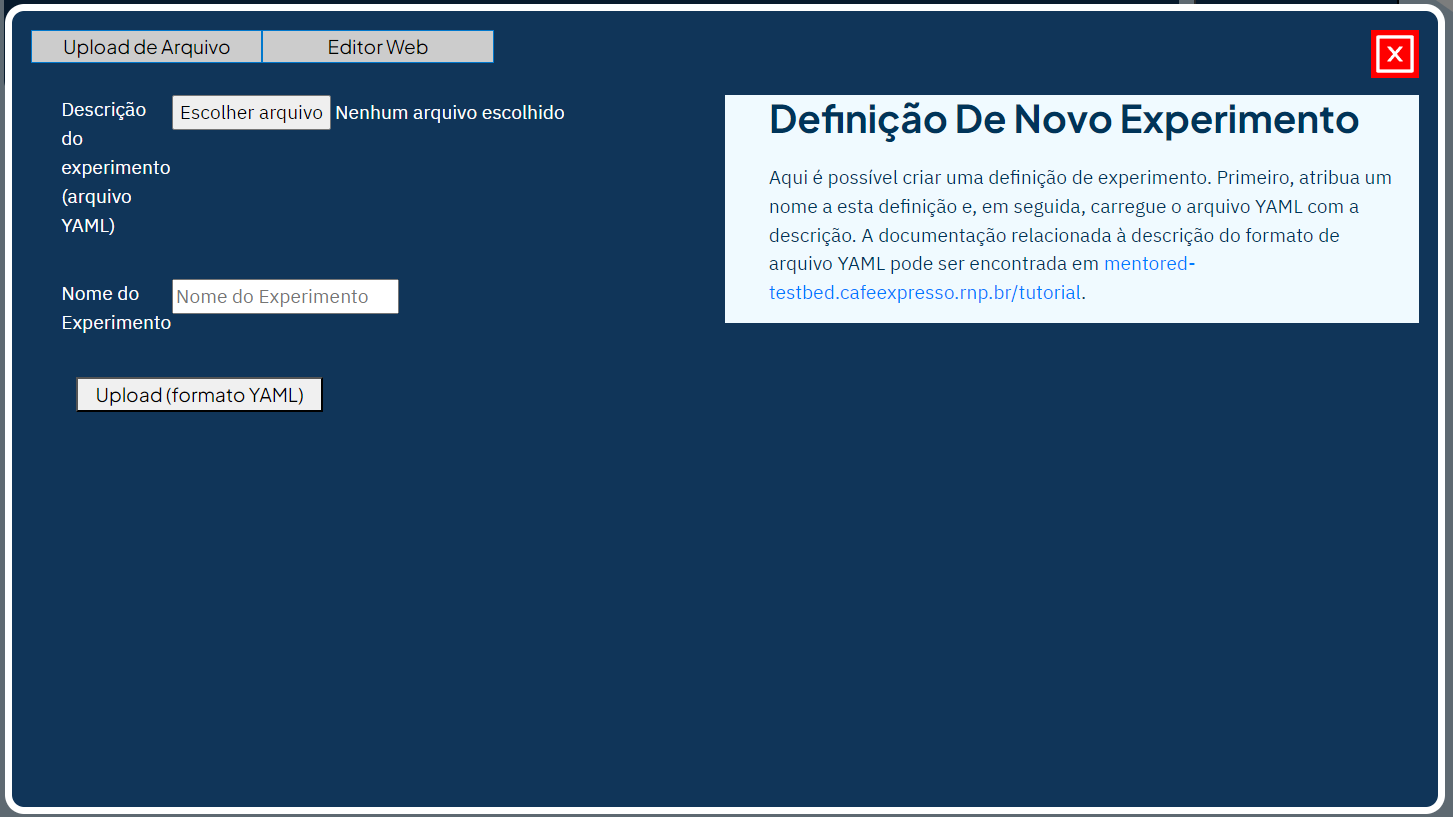 Upload de Arquivo
Editor Web
X
Descrição
do
experimento
(arquivo
YAML)
Escolher arquivo
Nenhum arquivo escolhido
Nome do
Experimento
Nome do Experimento
Upload (formato YAML)
Definição De Novo Experimento
Aqui é possível criar uma definição de experimento. Primeiro, atribua um
nome a esta definição e, em seguida, carregue o arquivo YAML com a
descrição. A documentação relacionada à descrição do formato de
arquivo YAML pode ser encontrada em mentored-
testbed.cafeexpresso.rnp.br/tutorial.